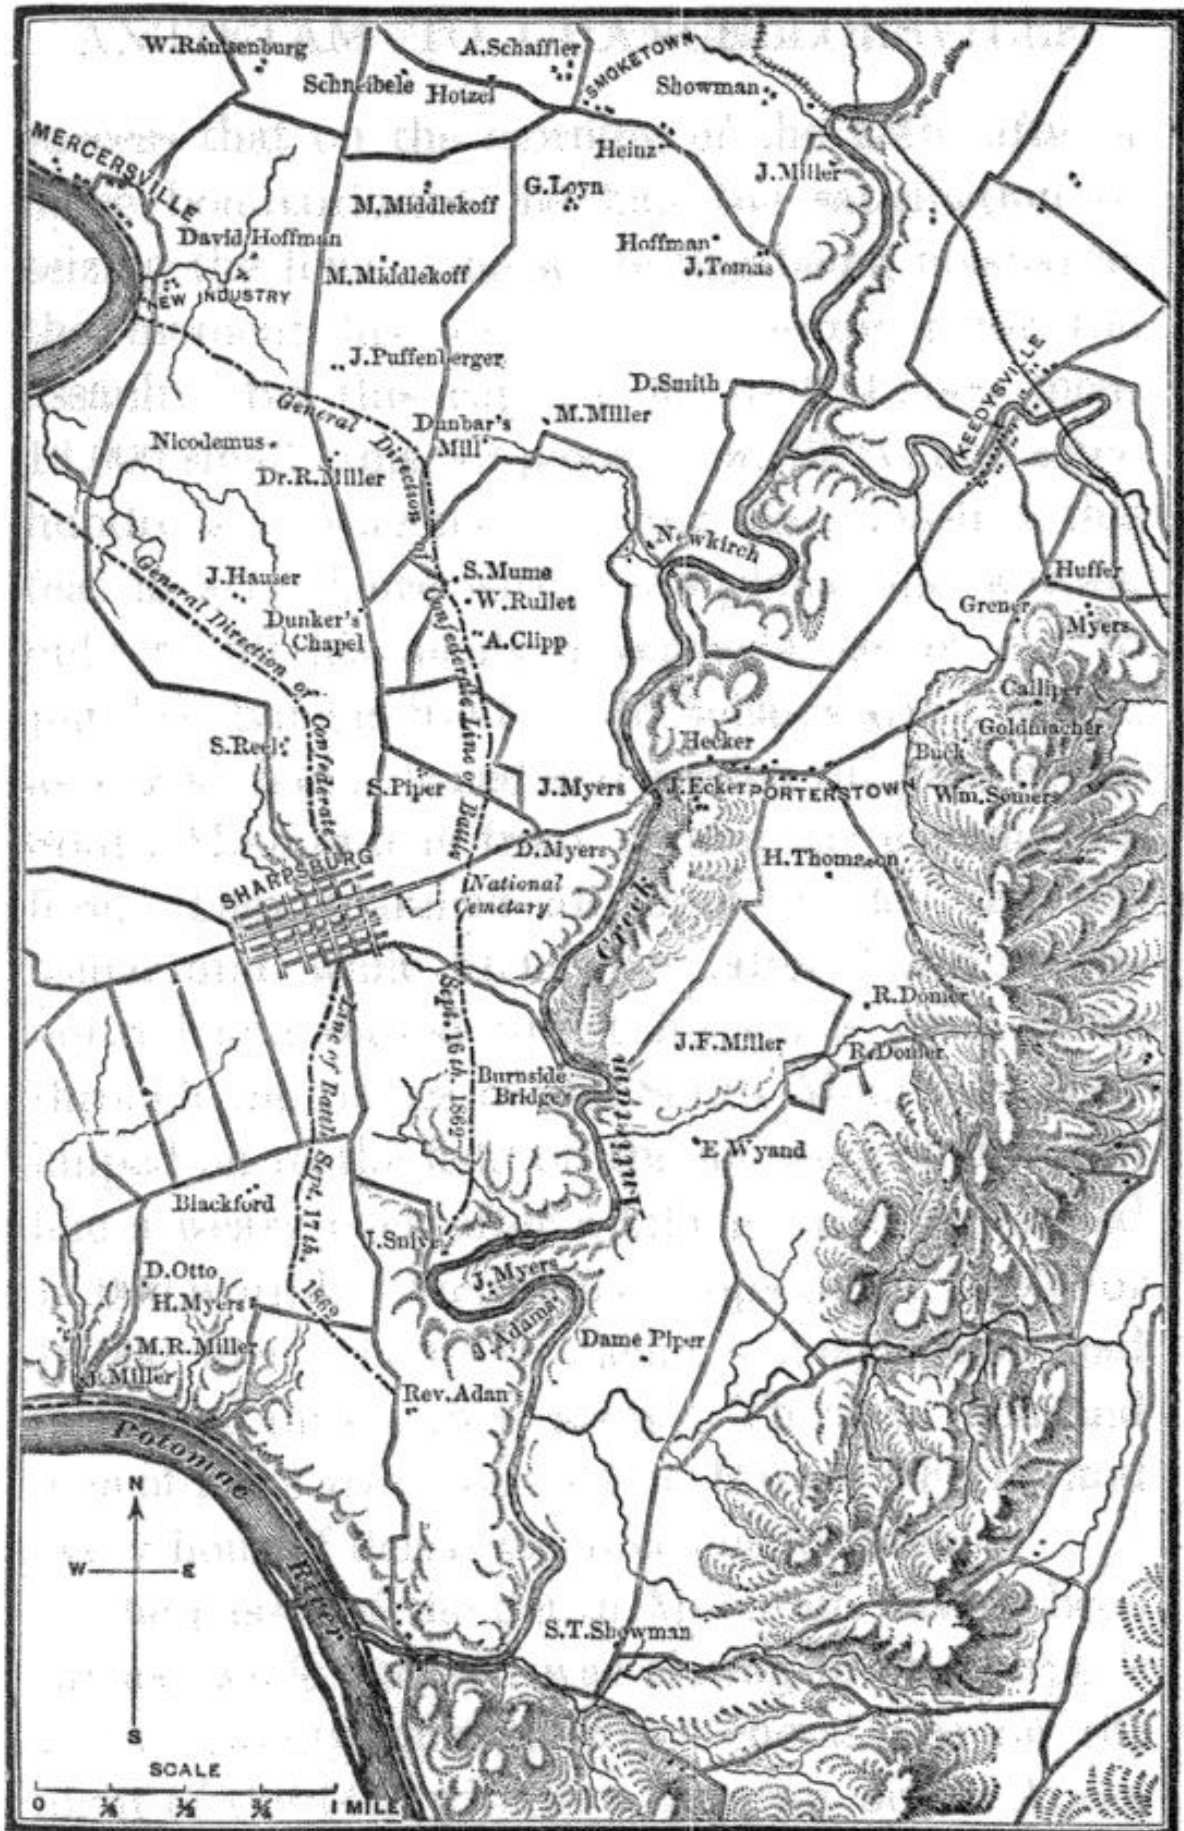 W. Rautsenburg
A. Schaffler
SMOKETOWN
Schneibele
Hotzel
Showman
MERCERSVILLE
Heinz
J. Miller
G. Loyn
M. Middlekoff
David Hoffman
Hoffman
J. Tomas
M. Middlekoff
NEW INDUSTRY
J. Puffenberger
KEEDYSVILLE
D. Smith
M. Miller
General Direction of Confederate Line of Battle Sept. 16th. 1862
Dunbar's
Mill
Nicodemus
Dr. R. Miller
Newkirch
General Direction of Confederate
Line of Battle Sept. 17th. 1862
J. Hauser
S. Mume
W. Rullet
Huffer
Grener
Myers
Dunker's
Chapel
A. Clipp
Calliper
Goldmacher
S. Reel
Hecker
Buck
S. Piper
J. Myers
J. Ecker
PORTERSTOWN
Wm. Somers
D. Myers
H. Thomason
SHARPSBURG
National
Cemetary
Antietam Creek
R. Donier
J. F. Miller
R. Donier
Burnside
Bridge
E. Wyand
Blackford
J. Snive
D. Otto
J. Myers
H. Myers
J. Adams
M. R. Miller
Dame Piper
J. Miller
Rev. Adan's
Potomac River
N
W
E
S
S. T. Showman
SCALE
0 ¼ ½ ¾ 1 MILE